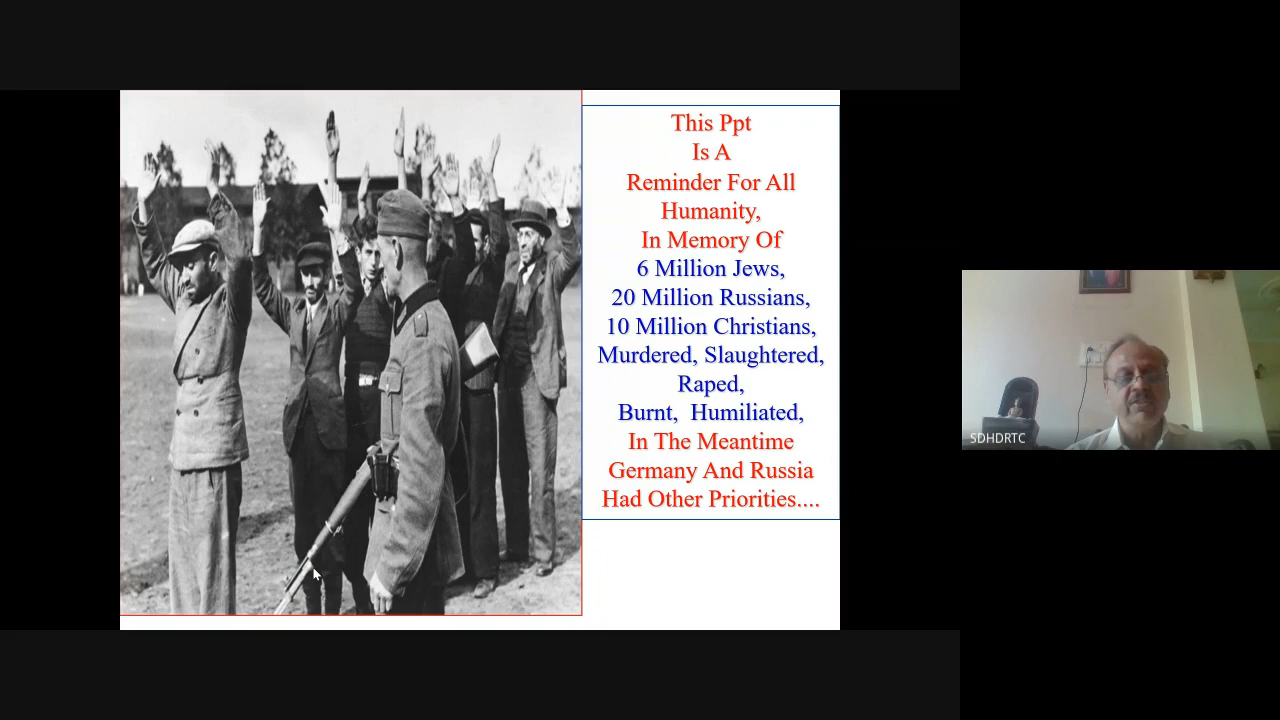 This Ppt
Is A
Reminder For All
Humanity,
In Memory Of
6 Million Jews,
20 Million Russians,
10 Million Christians,
Murdered, Slaughtered,
Raped,
Burnt,  Humiliated,
In The Meantime
Germany And Russia
Had Other Priorities....
SDHDRTC